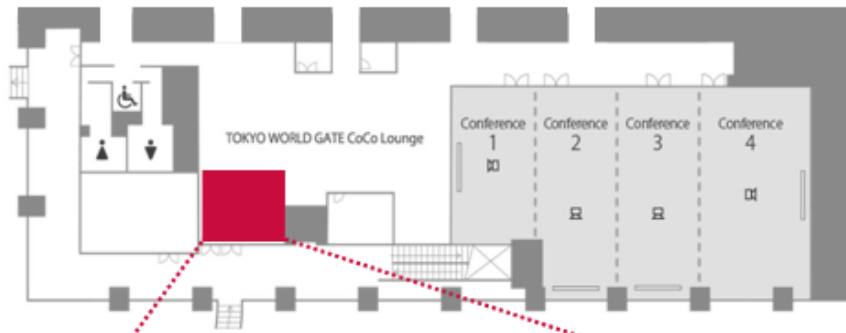 TOKYO WORLD GATE CoCo Lounge
Conference
1
Conference
2
Conference
3
Conference
4